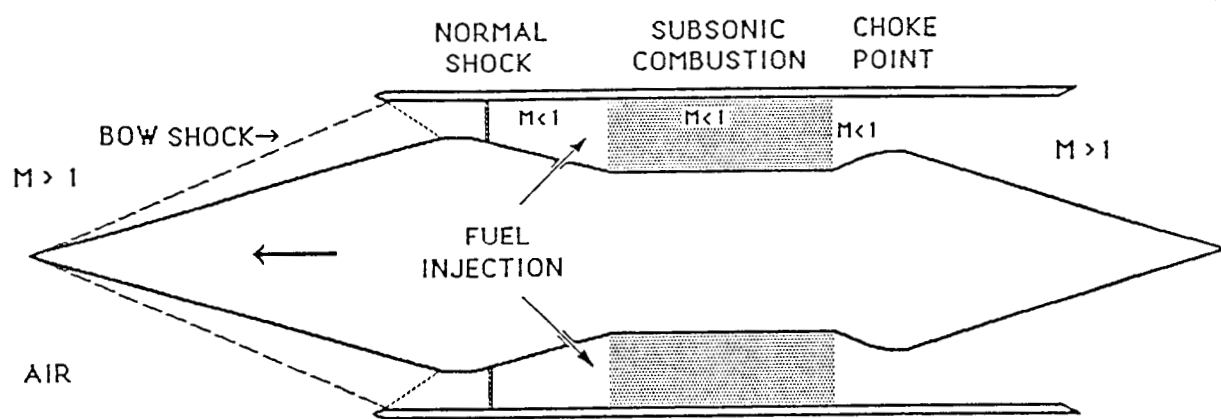 NORMAL
SHOCK
SUBSONIC
COMBUSTION
CHOKE
POINT
BOW SHOCK→
M<1
M<1
M<1
M > 1
M>1
FUEL
INJECTION
AIR